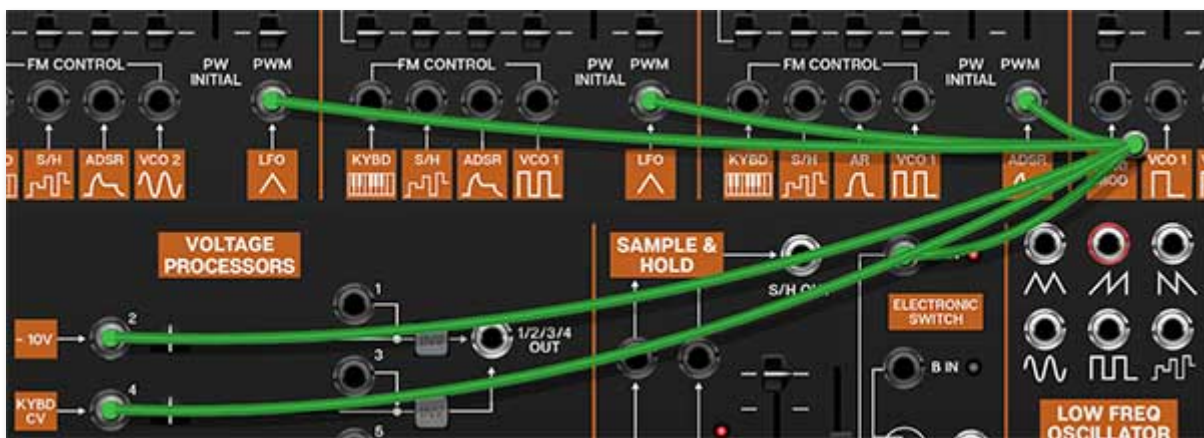 FM CONTROL
PW
INITIAL
PWM
FM CONTROL
PW
INITIAL
PWM
FM CONTROL
PW
INITIAL
PWM
S/H
ADSR
VCO 2
LFO
KYBD
S/H
ADSR
VCO 1
LFO
KYBD
S/H
AR
VCO 1
ADSR
VCO 1
VOLTAGE
PROCESSORS
SAMPLE &
HOLD
S/H OUT
ELECTRONIC
SWITCH
- 10V
2
1
1/2/3/4
OUT
3
KYBD
CV
4
5
B IN
LOW FREQ
OSCILLATOR